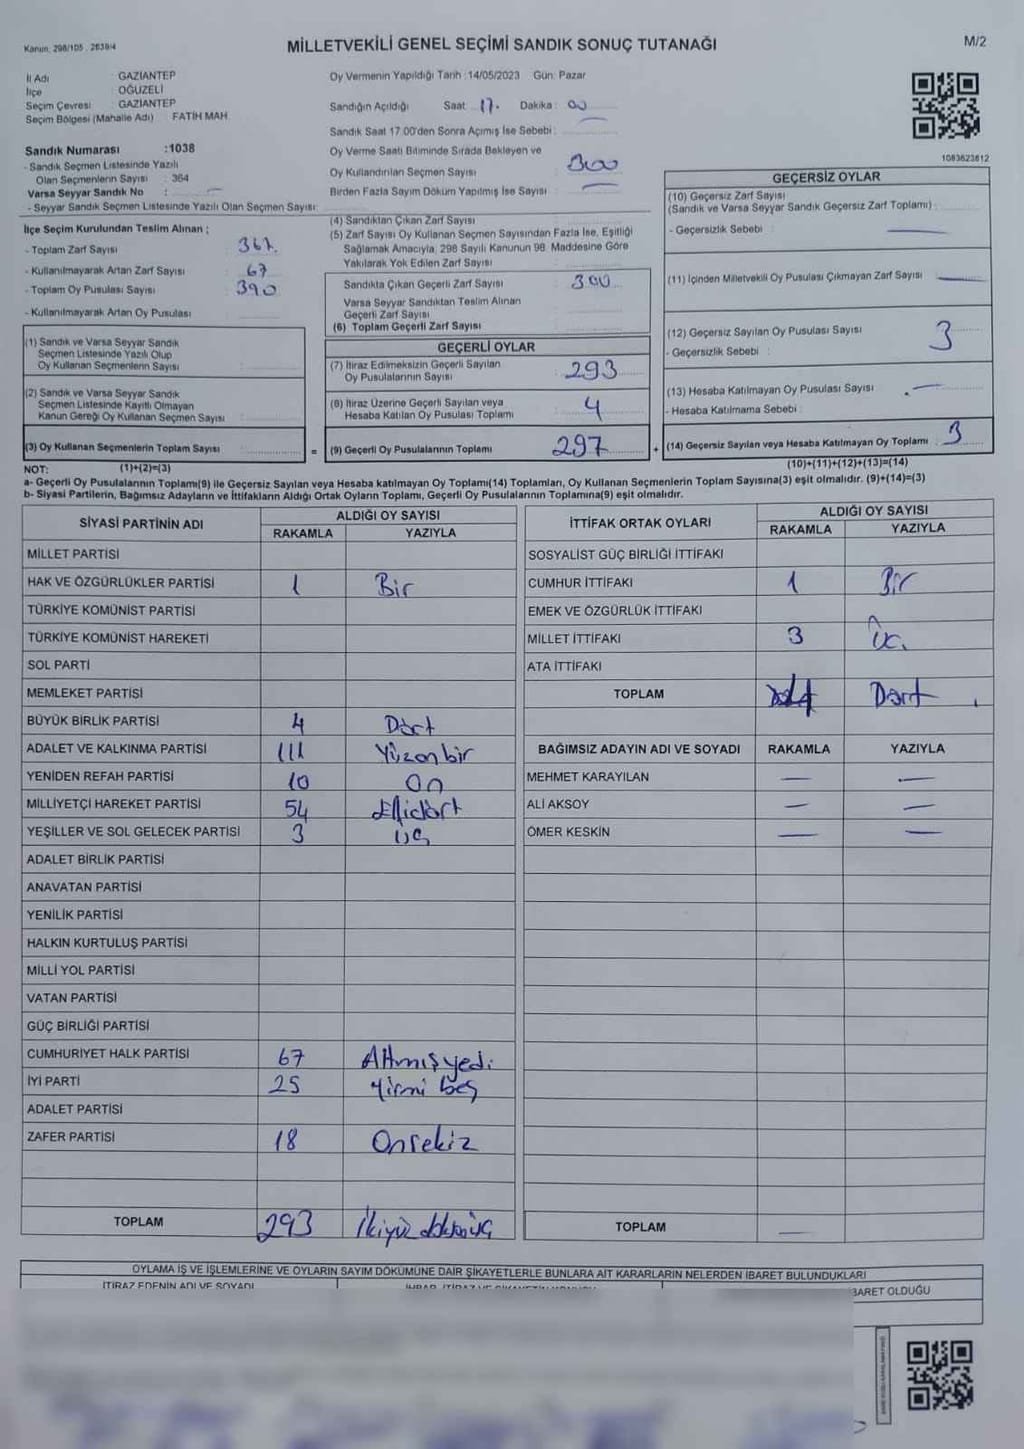 Kanun: 298/105 , 2839/4
MİLLETVEKİLİ GENEL SEÇİMİ SANDIK SONUÇ TUTANAĞI
M/2
İl Adı : GAZIANTEP
İlçe : OĞUZELİ
Seçim Çevresi : GAZIANTEP
Seçim Bölgesi (Mahalle Adı) : FATİH MAH.
Oy Vermenin Yapıldığı Tarih :14/05/2023 Gün: Pazar
Sandığın Açıldığı Saat : 17. Dakika : 00
Sandık Saat 17.00'den Sonra Açımış İse Sebebi :
Sandık Numarası :1038
- Sandık Seçmen Listesinde Yazılı
Olan Seçmenlerin Sayısı : 364
Varsa Seyyar Sandık No : –
- Seyyar Sandık Seçmen Listesinde Yazılı Olan Seçmen Sayısı:
Oy Verme Saati Bitiminde Sırada Bekleyen ve
Oy Kullandırılan Seçmen Sayısı : 300
Birden Fazla Sayım Döküm Yapılmış İse Sayısı : –
1083623812
İlçe Seçim Kurulundan Teslim Alınan ;
- Toplam Zarf Sayısı : 367.
- Kullanılmayarak Artan Zarf Sayısı : 67
- Toplam Oy Pusulası Sayısı : 390
- Kullanılmayarak Artan Oy Pusulası :
(4) Sandıktan Çıkan Zarf Sayısı
(5) Zarf Sayısı Oy Kullanan Seçmen Sayısından Fazla İse, Eşitliği
Sağlamak Amacıyla, 298 Sayılı Kanunun 98. Maddesine Göre
Yakılarak Yok Edilen Zarf Sayısı
Sandıkta Çıkan Geçerli Zarf Sayısı : 300
Varsa Seyyar Sandıktan Teslim Alınan
Geçerli Zarf Sayısı
(6) Toplam Geçerli Zarf Sayısı
GEÇERSİZ OYLAR
(10) Geçersiz Zarf Sayısı
(Sandık ve Varsa Seyyar Sandık Geçersiz Zarf Toplamı) :
- Geçersizlik Sebebi : –
(11) İçinden Milletvekili Oy Pusulası Çıkmayan Zarf Sayısı –
(12) Geçersiz Sayılan Oy Pusulası Sayısı 3
- Geçersizlik Sebebi :
(13) Hesaba Katılmayan Oy Pusulası Sayısı : –
- Hesaba Katılmama Sebebi :
(14) Geçersiz Sayılan veya Hesaba Katılmayan Oy Toplamı : 3
(1) Sandık ve Varsa Seyyar Sandık
Seçmen Listesinde Yazılı Olup
Oy Kullanan Seçmenlerin Sayısı :
(2) Sandık ve Varsa Seyyar Sandık
Seçmen Listesinde Kayıtlı Olmayan
Kanun Gereği Oy Kullanan Seçmen Sayısı :
(3) Oy Kullanan Seçmenlerin Toplam Sayısı :
=
GEÇERLİ OYLAR
(7) İtiraz Edilmeksizin Geçerli Sayılan
Oy Pusulalarının Sayısı : 293
(8) İtiraz Üzerine Geçerli Sayılan veya
Hesaba Katılan Oy Pusulası Toplamı : 4
(9) Geçerli Oy Pusulalarının Toplamı : 297
+
NOT: (1)+(2)=(3)
(10)+(11)+(12)+(13)=(14)
a- Geçerli Oy Pusulalarının Toplamı(9) ile Geçersiz Sayılan veya Hesaba katılmayan Oy Toplamı(14) Toplamları, Oy Kullanan Seçmenlerin Toplam Sayısına(3) eşit olmalıdır. (9)+(14)=(3)
b- Siyasi Partilerin, Bağımsız Adayların ve İttifakların Aldığı Ortak Oyların Toplamı, Geçerli Oy Pusulalarının Toplamına(9) eşit olmalıdır.
SİYASİ PARTİNİN ADI ALDIĞI OY SAYISI
RAKAMLA YAZIYLA
MİLLET PARTİSİ
HAK VE ÖZGÜRLÜKLER PARTİSİ 1 Bir
TÜRKİYE KOMÜNİST PARTİSİ
TÜRKİYE KOMÜNİST HAREKETİ
SOL PARTİ
MEMLEKET PARTİSİ
BÜYÜK BİRLİK PARTİSİ 4 Dört
ADALET VE KALKINMA PARTİSİ 111 Yüzonbir
YENİDEN REFAH PARTİSİ 10 On
MİLLİYETÇİ HAREKET PARTİSİ 54 Ellidört
YEŞİLLER VE SOL GELECEK PARTİSİ 3 Üç
ADALET BİRLİK PARTİSİ
ANAVATAN PARTİSİ
YENİLİK PARTİSİ
HALKIN KURTULUŞ PARTİSİ
MİLLİ YOL PARTİSİ
VATAN PARTİSİ
GÜÇ BİRLİĞİ PARTİSİ
CUMHURİYET HALK PARTİSİ 67 Altmışyedi
İYİ PARTİ 25 Yirmi beş
ADALET PARTİSİ
ZAFER PARTİSİ 18 Onsekiz
TOPLAM 293
İTTİFAK ORTAK OYLARI ALDIĞI OY SAYISI
RAKAMLA YAZIYLA
SOSYALİST GÜÇ BİRLİĞİ İTTİFAKI
CUMHUR İTTİFAKI 1 Bir
EMEK VE ÖZGÜRLÜK İTTİFAKI
MİLLET İTTİFAKI 3 Üç.
ATA İTTİFAKI
TOPLAM 4 Dört
BAĞIMSIZ ADAYIN ADI VE SOYADI RAKAMLA YAZIYLA
MEHMET KARAYILAN – –
ALİ AKSOY – –
ÖMER KESKİN – –
TOPLAM –
OYLAMA İŞ VE İŞLEMLERİNE VE OYLARIN SAYIM DÖKÜMÜNE DAİR ŞİKAYETLERLE BUNLARA AİT KARARLARIN NELERDEN İBARET BULUNDUKLARI
İTİRAZ EDENİN ADI VE SOYADI
BARET OLDUĞU